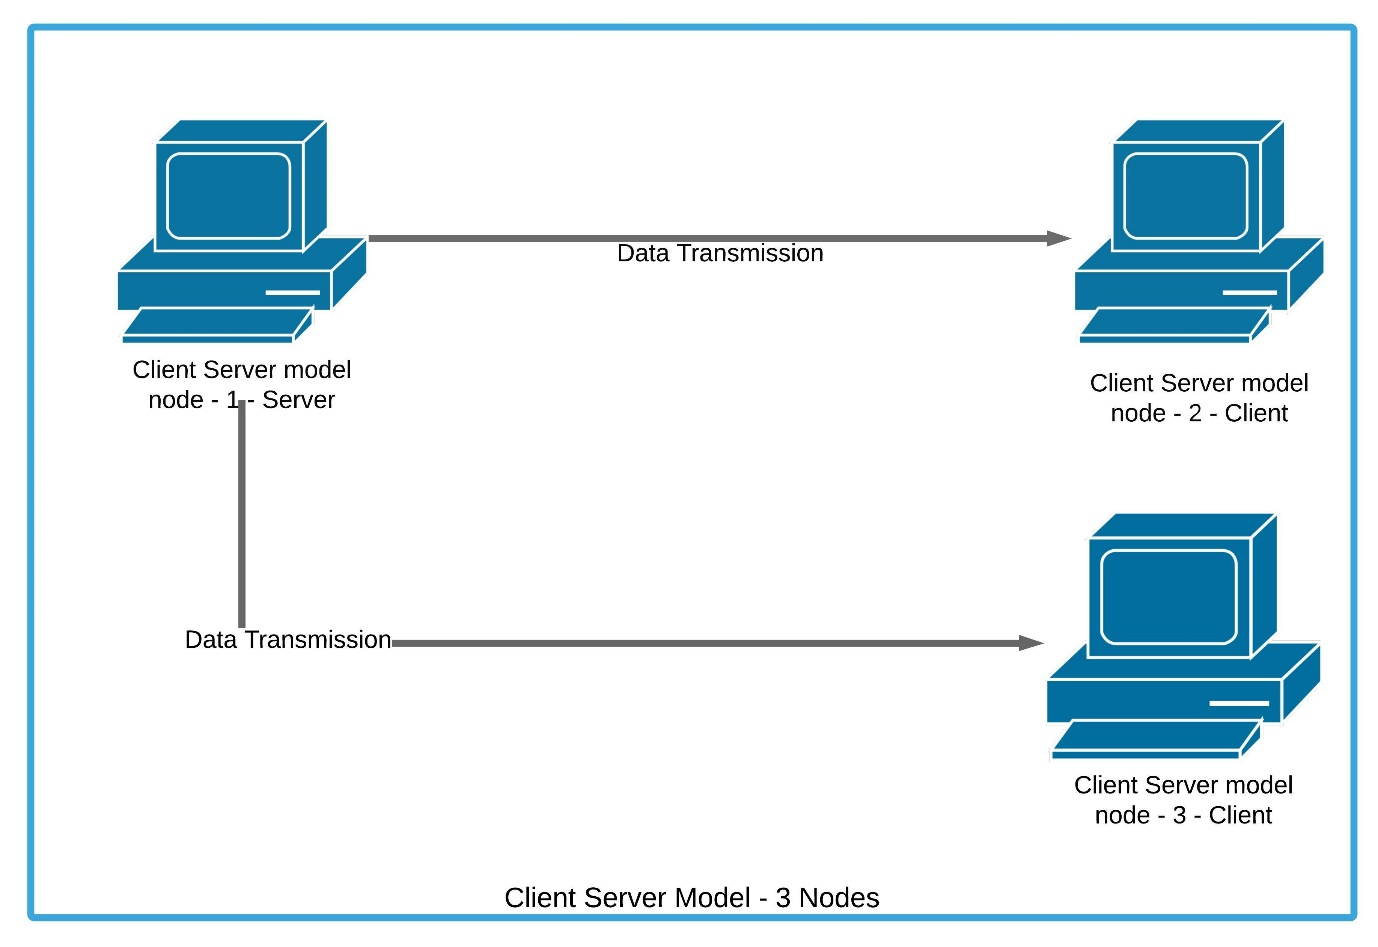 Data Transmission
Client Server model
node - 1 - Server
Client Server model
node - 2 - Client
Data Transmission
Client Server model
node - 3 - Client
Client Server Model - 3 Nodes